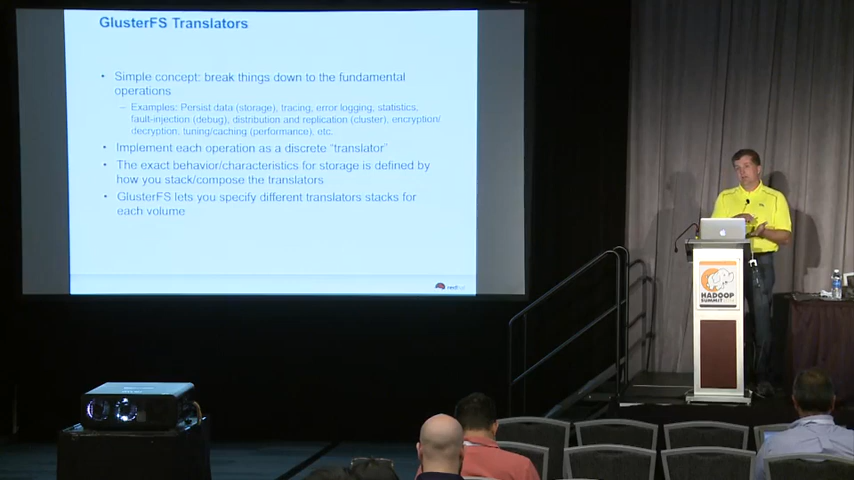 GlusterFS Translators
• Simple concept: break things down to the fundamental
operations
– Examples: Persist data (storage), tracing, error logging, statistics,
fault-injection (debug), distribution and replication (cluster), encryption/
decryption; tuning/caching (performance), etc.
• Implement each operation as a discrete "translator"
• The exact behavior/characteristics for storage is defined by
how you stack/compose the translators
• GlusterFS lets you specify different translators stacks for
each volume
redhat
HADOOP
SUMMIT